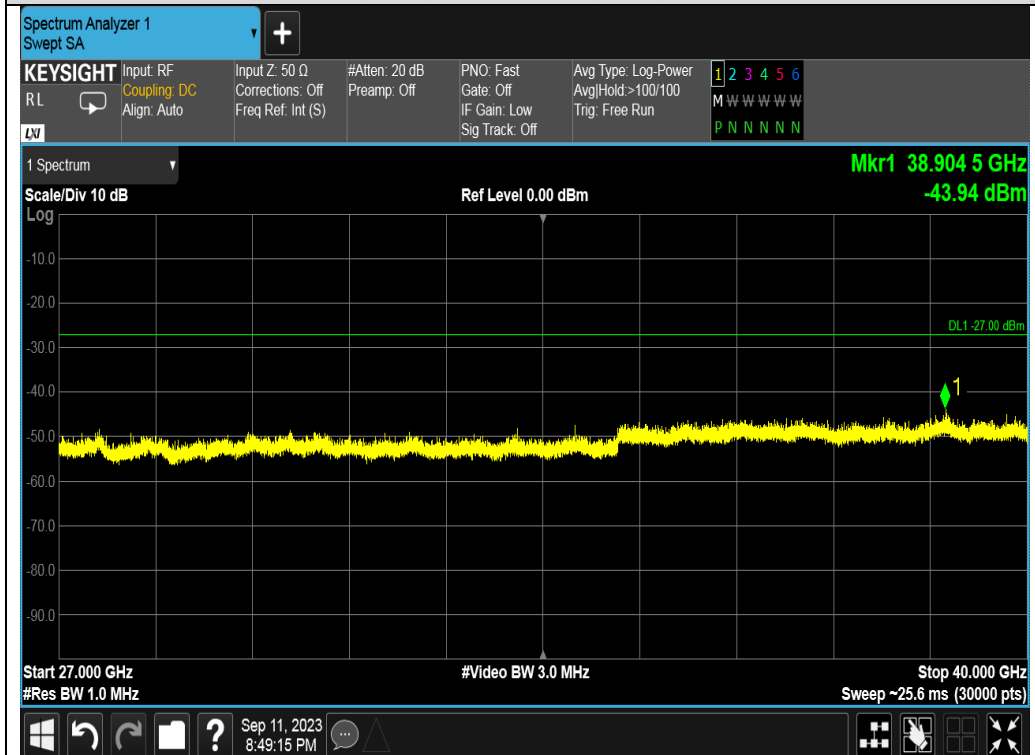 Spectrum Analyzer 1
Swept SA
+
KEYSIGHT
RL
LXI
Input: RF
Coupling: DC
Align: Auto
Input Z: 50 Ω
Corrections: Off
Freq Ref: Int (S)
#Atten: 20 dB
Preamp: Off
PNO: Fast
Gate: Off
IF Gain: Low
Sig Track: Off
Avg Type: Log-Power
Avg|Hold:>100/100
Trig: Free Run
1 2 3 4 5 6
M W W W W W
P N N N N N
1 Spectrum
Mkr1 38.904 5 GHz
-43.94 dBm
Scale/Div 10 dB
Ref Level 0.00 dBm
Log
-10.0
-20.0
DL1 -27.00 dBm
-30.0
-40.0
1
-50.0
-60.0
-70.0
-80.0
-90.0
Start 27.000 GHz
#Video BW 3.0 MHz
Stop 40.000 GHz
#Res BW 1.0 MHz
Sweep ~25.6 ms (30000 pts)
?
Sep 11, 2023
8:49:15 PM